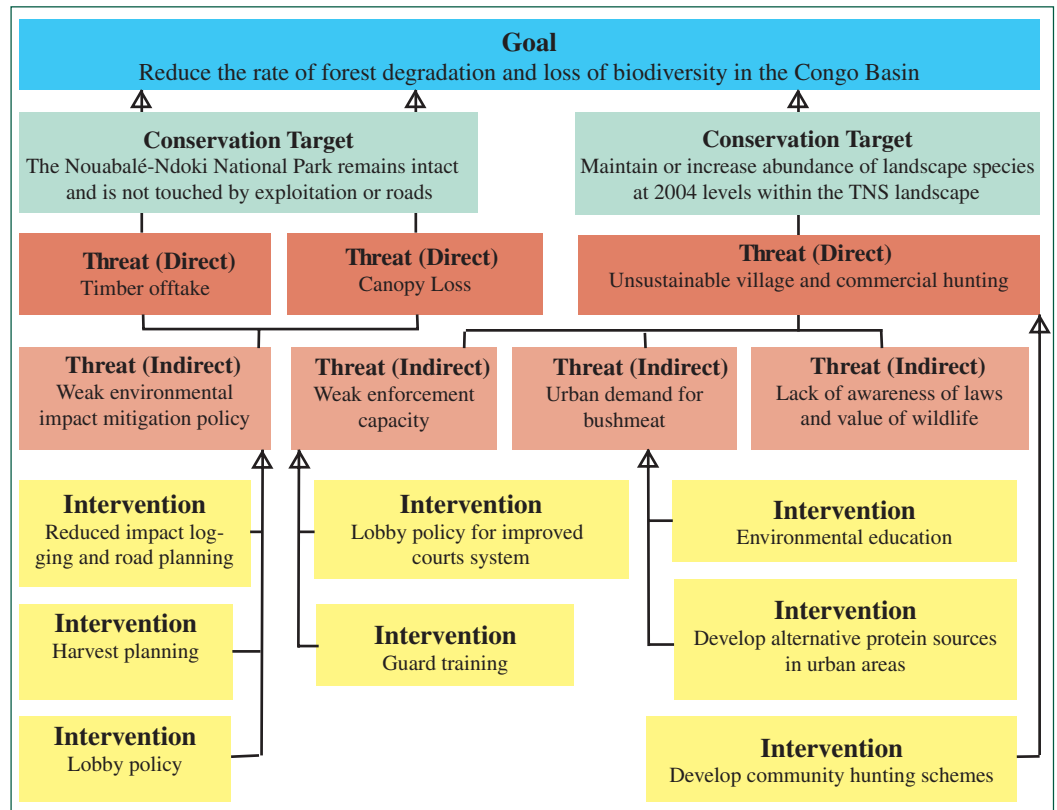 Goal
Reduce the rate of forest degradation and loss of biodiversity in the Congo Basin
Conservation Target
The Nouabalé-Ndoki National Park remains intact
and is not touched by exploitation or roads
Conservation Target
Maintain or increase abundance of landscape species
at 2004 levels within the TNS landscape
Threat (Direct)
Timber offtake
Threat (Direct)
Canopy Loss
Threat (Direct)
Unsustainable village and commercial hunting
Threat (Indirect)
Weak environmental
impact mitigation policy
Threat (Indirect)
Weak enforcement
capacity
Threat (Indirect)
Urban demand for
bushmeat
Threat (Indirect)
Lack of awareness of laws
and value of wildlife
Intervention
Reduced impact log-
ging and road planning
Intervention
Lobby policy for improved
courts system
Intervention
Environmental education
Intervention
Harvest planning
Intervention
Guard training
Intervention
Develop alternative protein sources
in urban areas
Intervention
Lobby policy
Intervention
Develop community hunting schemes